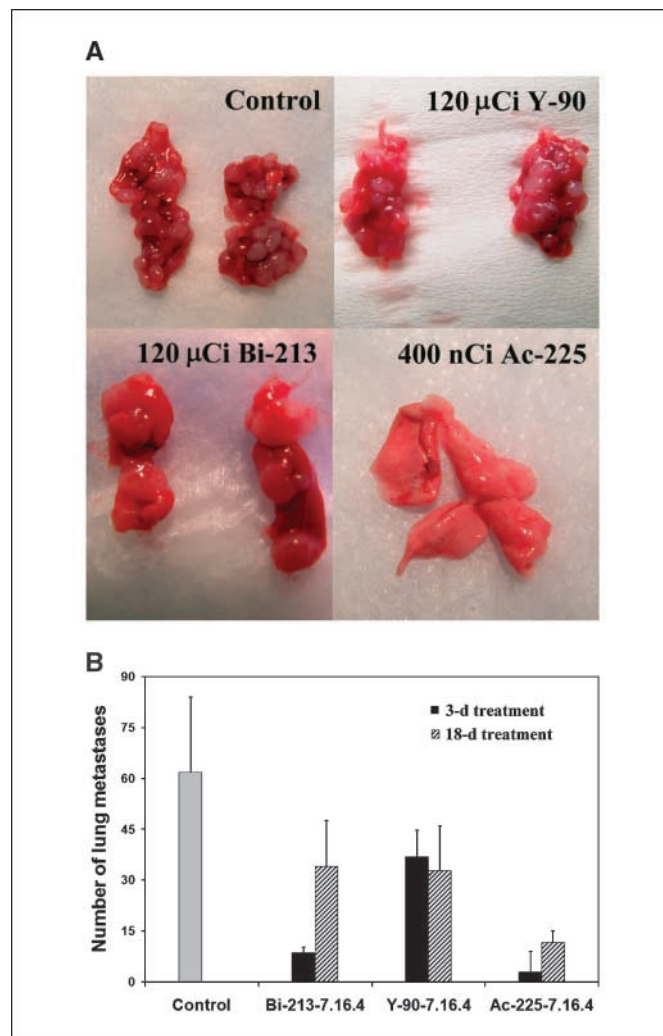 A
Control
120 μCi Y-90
120 μCi Bi-213
400 nCi Ac-225
B
Number of lung metastases
90
75
60
45
30
15
0
3-d treatment
18-d treatment
Control Bi-213-7.16.4 Y-90-7.16.4 Ac-225-7.16.4